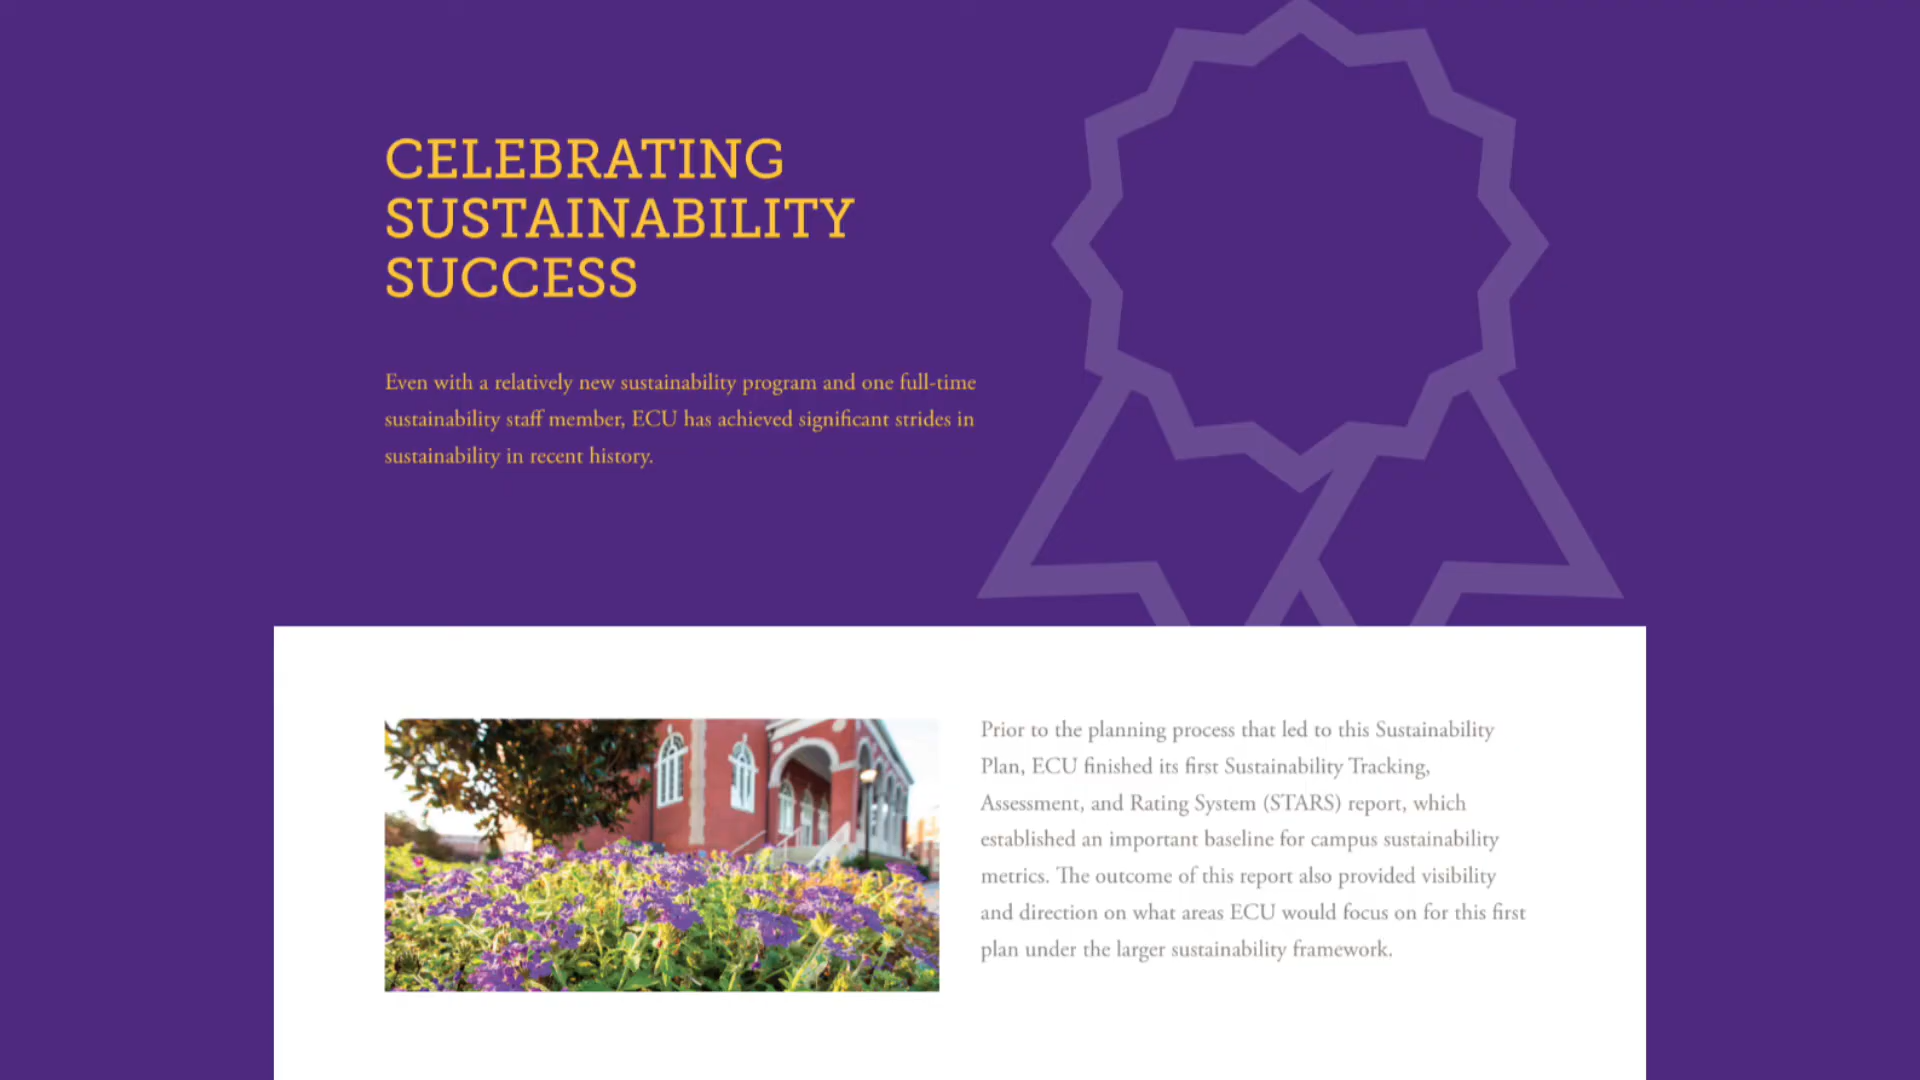 CELEBRATING
SUSTAINABILITY
SUCCESS
Even with a relatively new sustainability program and one full-time
sustainability staff member, ECU has achieved significant strides in
sustainability in recent history.
Prior to the planning process that led to this Sustainability
Plan, ECU finished its first Sustainability Tracking,
Assessment, and Rating System (STARS) report, which
established an important baseline for campus sustainability
metrics. The outcome of this report also provided visibility
and direction on what areas ECU would focus on for this first
plan under the larger sustainability framework.